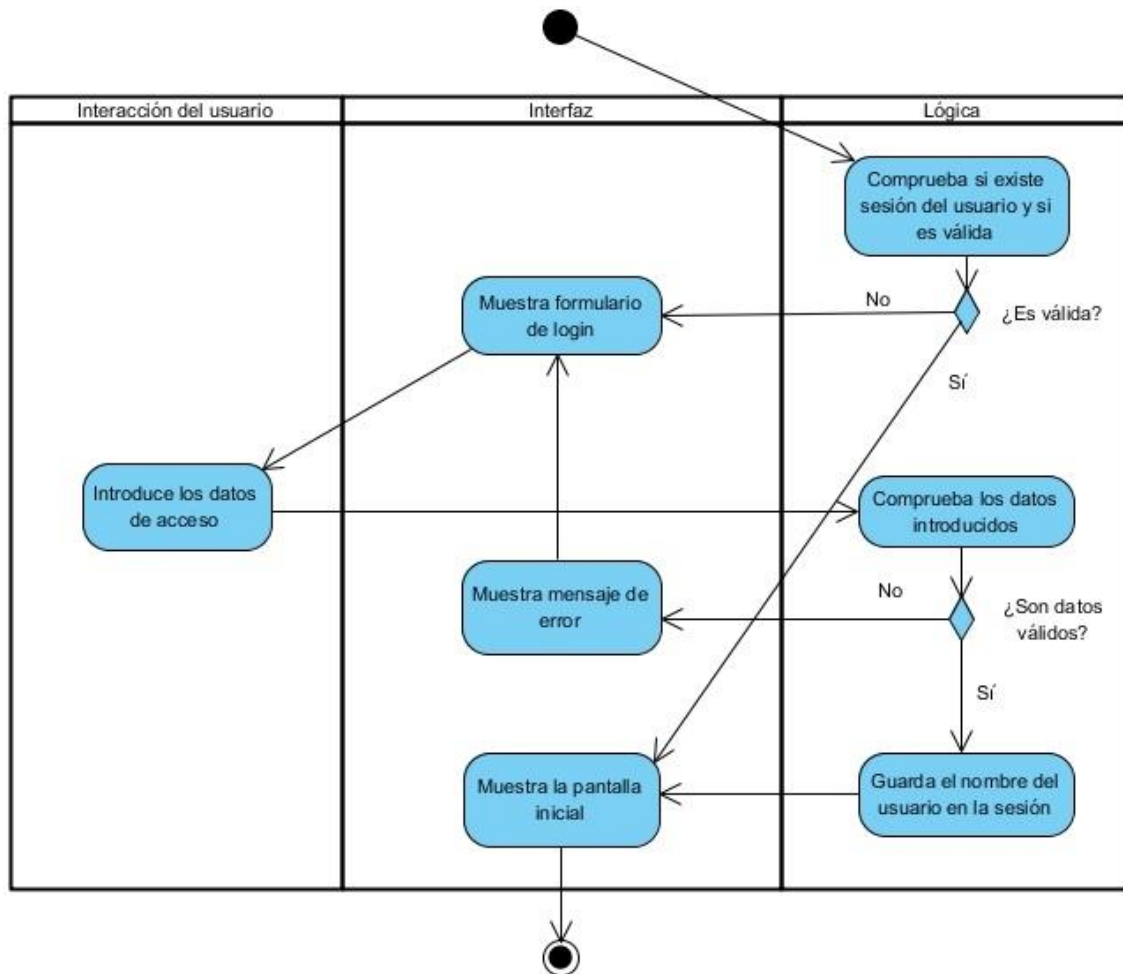 Interacción del usuario
Interfaz
Lógica
Comprueba si existe
sesión del usuario y si
es válida
Muestra formulario
de login
No
¿Es válida?
Sí
Introduce los datos
de acceso
Comprueba los datos
introducidos
Muestra mensaje de
error
No
¿Son datos
válidos?
Sí
Muestra la pantalla
inicial
Guarda el nombre del
usuario en la sesión